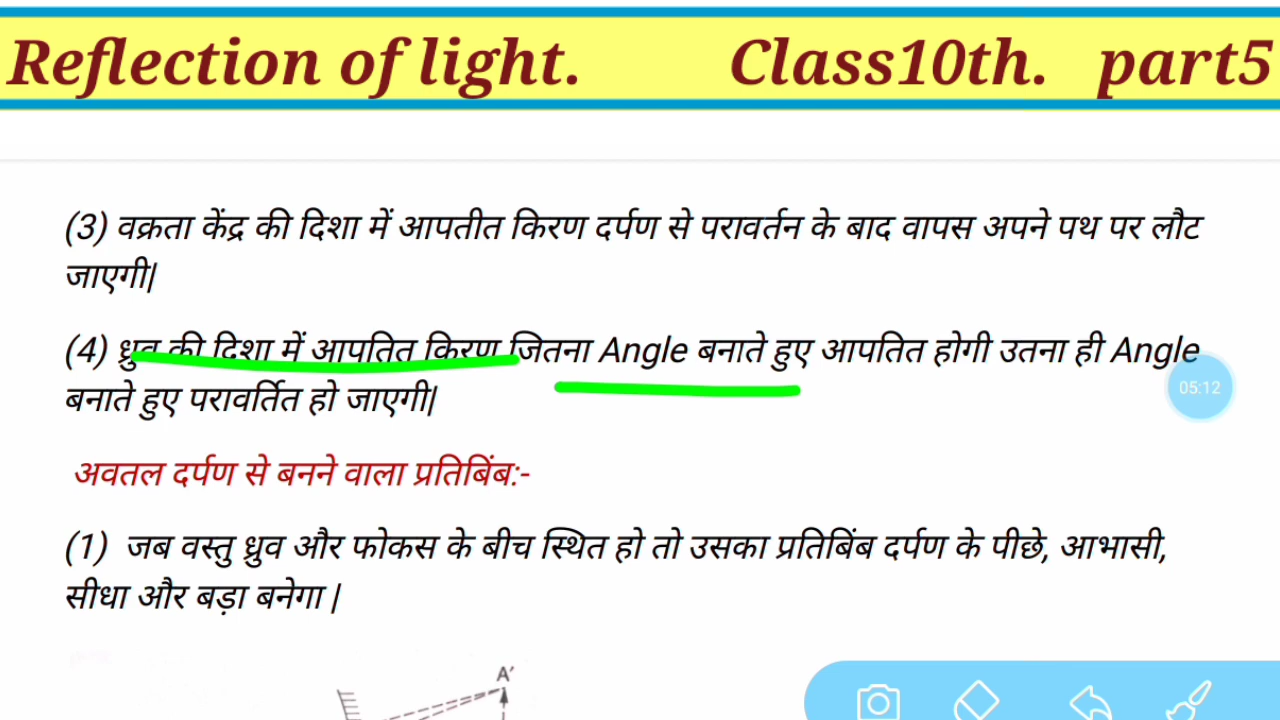 Reflection of light. Class10th. part5
(3) वक्रता केंद्र की दिशा में आपतीत किरण दर्पण से परावर्तन के बाद वापस अपने पथ पर लौट
जाएगी|
(4) ध्रुव की दिशा में आपतित किरण जितना Angle बनाते हुए आपतित होगी उतना ही Angle
05:12
बनाते हुए परावर्तित हो जाएगी|
अवतल दर्पण से बनने वाला प्रतिबिंब:-
(1) जब वस्तु ध्रुव और फोकस के बीच स्थित हो तो उसका प्रतिबिंब दर्पण के पीछे, आभासी,
सीधा और बड़ा बनेगा |
A′